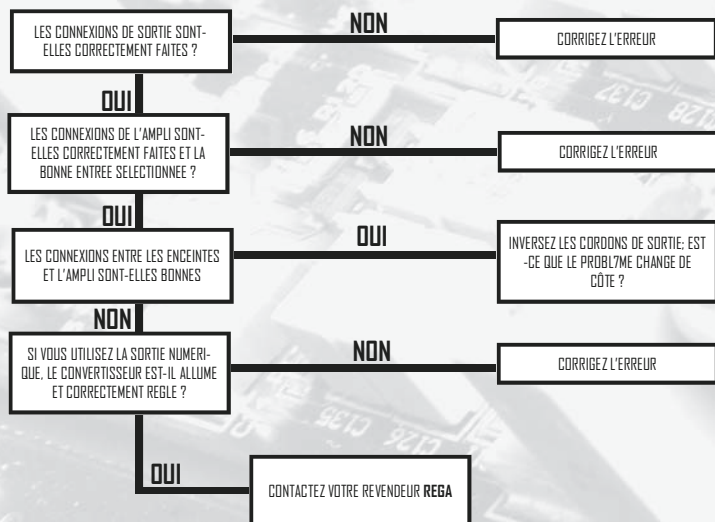 LES CONNEXIONS DE SORTIE SONT-
ELLES CORRECTEMENT FAITES ?
NON
CORRIGEZ L'ERREUR
OUI
LES CONNEXIONS DE L'AMPLI SONT-
ELLES CORRECTEMENT FAITES ET LA
BONNE ENTREE SELECTIONNEE ?
NON
CORRIGEZ L'ERREUR
OUI
LES CONNEXIONS ENTRE LES ENCEINTES
ET L'AMPLI SONT-ELLES BONNES
OUI
INVERSEZ LES CORDONS DE SORTIE; EST
-CE QUE LE PROBL7ME CHANGE DE
CÔTE ?
NON
SI VOUS UTILISEZ LA SORTIE NUMERI-
QUE, LE CONVERTISSEUR EST-IL ALLUME
ET CORRECTEMENT REGLE ?
NON
CORRIGEZ L'ERREUR
OUI
CONTACTEZ VOTRE REVENDEUR REGA
C137
128
C135
C126